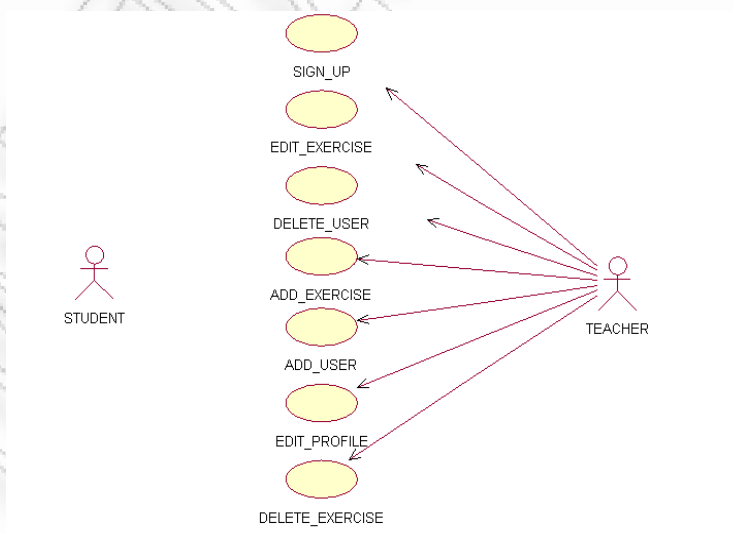 SIGN_UP
EDIT_EXERCISE
DELETE_USER
ADD_EXERCISE
STUDENT
TEACHER
ADD_USER
EDIT_PROFILE
DELETE_EXERCISE